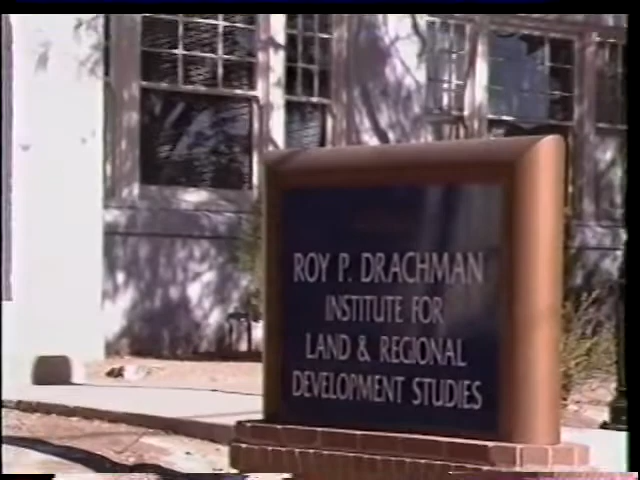 ROY P. DRACHMAN
INSTITUTE FOR
LAND & REGIONAL
DEVELOPMENT STUDIES